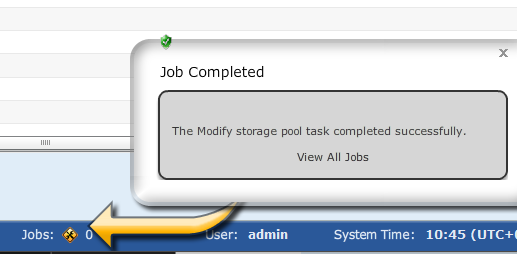 Job Completed
The Modify storage pool task completed successfully.
View All Jobs
Jobs: 0 User: admin System Time: 10:45 (UTC+